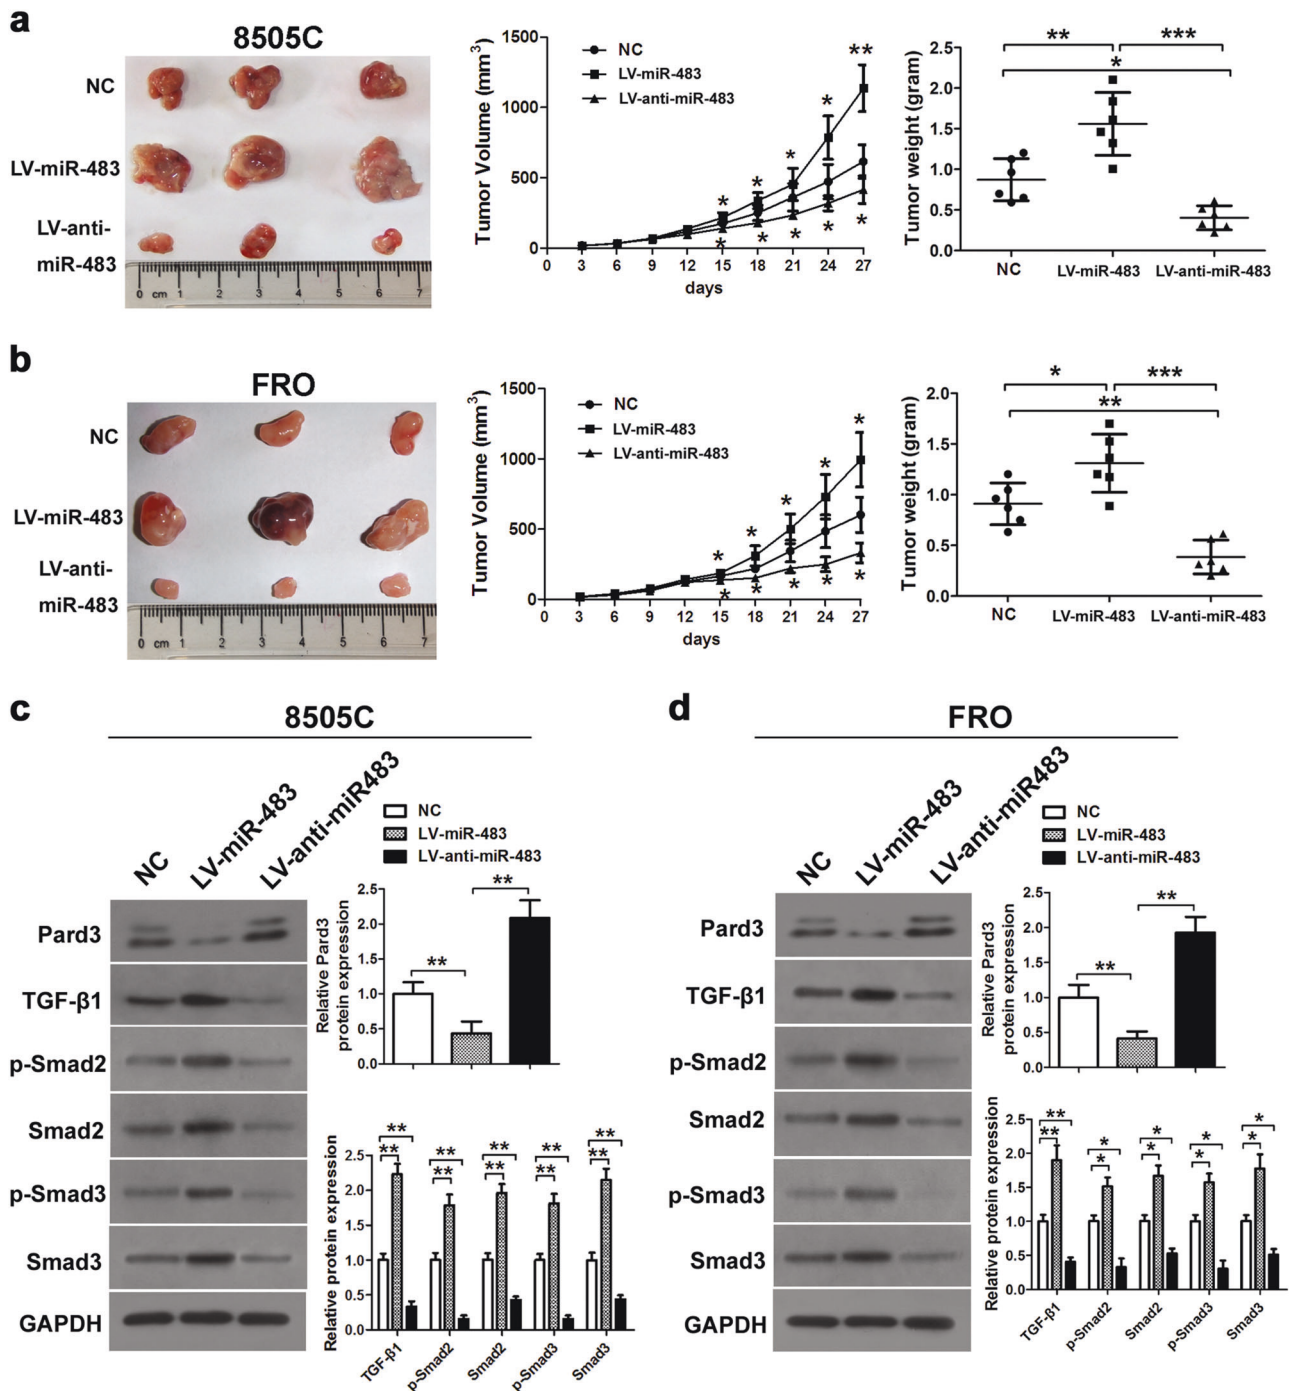 a
8505C
NC
LV-miR-483
LV-anti-
miR-483
0 cm 1 2 3 4 5 6 7
Tumor Volume (mm³)
1500
1000
500
0
NC
LV-miR-483
LV-anti-miR-483
* * * * **
* * * * *
0 3 6 9 12 15 18 21 24 27
days
Tumor weight (gram)
2.5
2.0
1.5
1.0
0.5
0.0
** ***
*
NC LV-miR-483 LV-anti-miR-483
b
FRO
NC
LV-miR-483
LV-anti-
miR-483
0 cm 1 2 3 4 5 6 7
Tumor Volume (mm³)
1500
1000
500
0
NC
LV-miR-483
LV-anti-miR-483
* * * * *
* * * * *
0 3 6 9 12 15 18 21 24 27
days
Tumor weight (gram)
2.0
1.5
1.0
0.5
0.0
* ***
**
NC LV-miR-483 LV-anti-miR-483
c
8505C
NC LV-miR-483 LV-anti-miR483
Pard3
TGF-β1
p-Smad2
Smad2
p-Smad3
Smad3
GAPDH
NC
LV-miR-483
LV-anti-miR-483
Relative Pard3
protein expression
2.5
2.0
1.5
1.0
0.5
0.0
**
**
Relative protein expression
2.5
2.0
1.5
1.0
0.5
0.0
** ** ** ** **
** ** ** ** **
TGF-β1 p-Smad2 Smad2 p-Smad3 Smad3
d
FRO
NC LV-miR-483 LV-anti-miR483
Pard3
TGF-β1
p-Smad2
Smad2
p-Smad3
Smad3
GAPDH
NC
LV-miR-483
LV-anti-miR-483
Relative Pard3
protein expression
2.5
2.0
1.5
1.0
0.5
0.0
**
**
Relative protein expression
2.5
2.0
1.5
1.0
0.5
0.0
** * * * *
** * * * *
TGF-β1 p-Smad2 Smad2 p-Smad3 Smad3